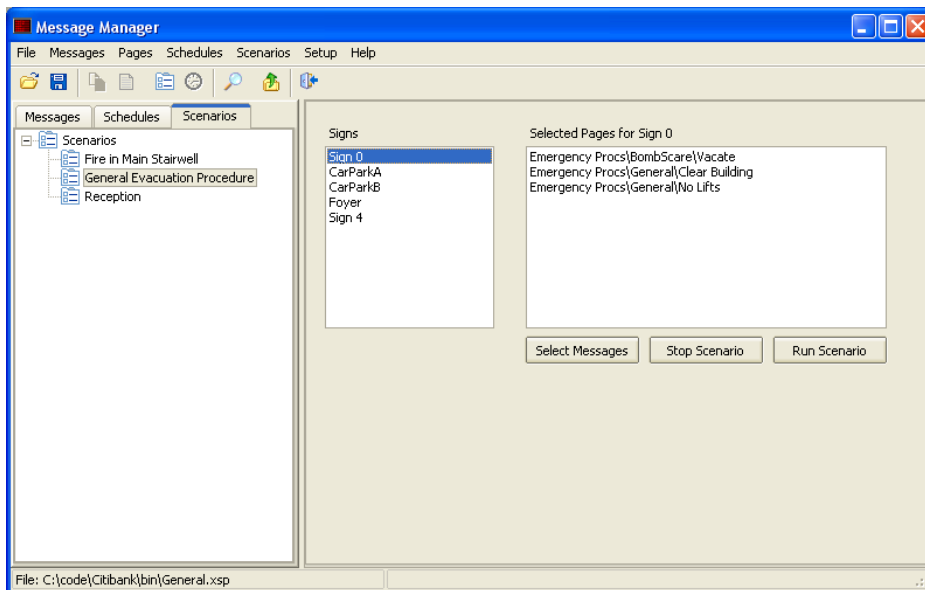 Message Manager
File Messages Pages Schedules Scenarios Setup Help
Messages Schedules Scenarios
Scenarios
Fire in Main Stairwell
General Evacuation Procedure
Reception
Signs
Sign 0
CarParkA
CarParkB
Foyer
Sign 4
Selected Pages for Sign 0
Emergency Procs\BombScare\Vacate
Emergency Procs\General\Clear Building
Emergency Procs\General\No Lifts
Select Messages Stop Scenario Run Scenario
File: C:\code\Citibank\bin\General.xsp